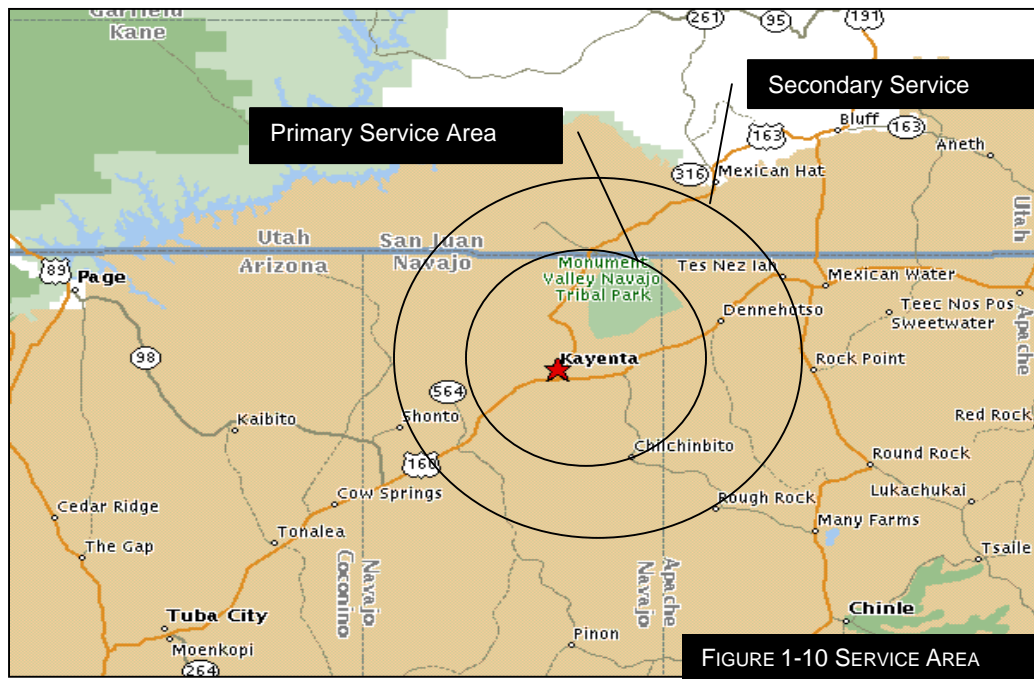 Garfield
Kane
261
95
191
Secondary Service
Primary Service Area
163
Bluff
163
Aneth
316
Mexican Hat
Utah
Utah
Arizona
San Juan
Navajo
89
Page
Monument
Valley Navajo
Tribal Park
Tes Nez Iah
Mexican Water
Teec Nos Pos
Sweetwater
Apache
Dennehotso
98
Kayenta
Rock Point
564
Kaibito
Shonto
Red Rock
Chilchinbito
160
Round Rock
Cow Springs
Rough Rock
Lukachukai
Cedar Ridge
Many Farms
Tonalea
The Gap
Tsaile
Navajo
Coconino
Apache
Navajo
Tuba City
Chinle
Moenkopi
Pinon
264
FIGURE 1-10 SERVICE AREA